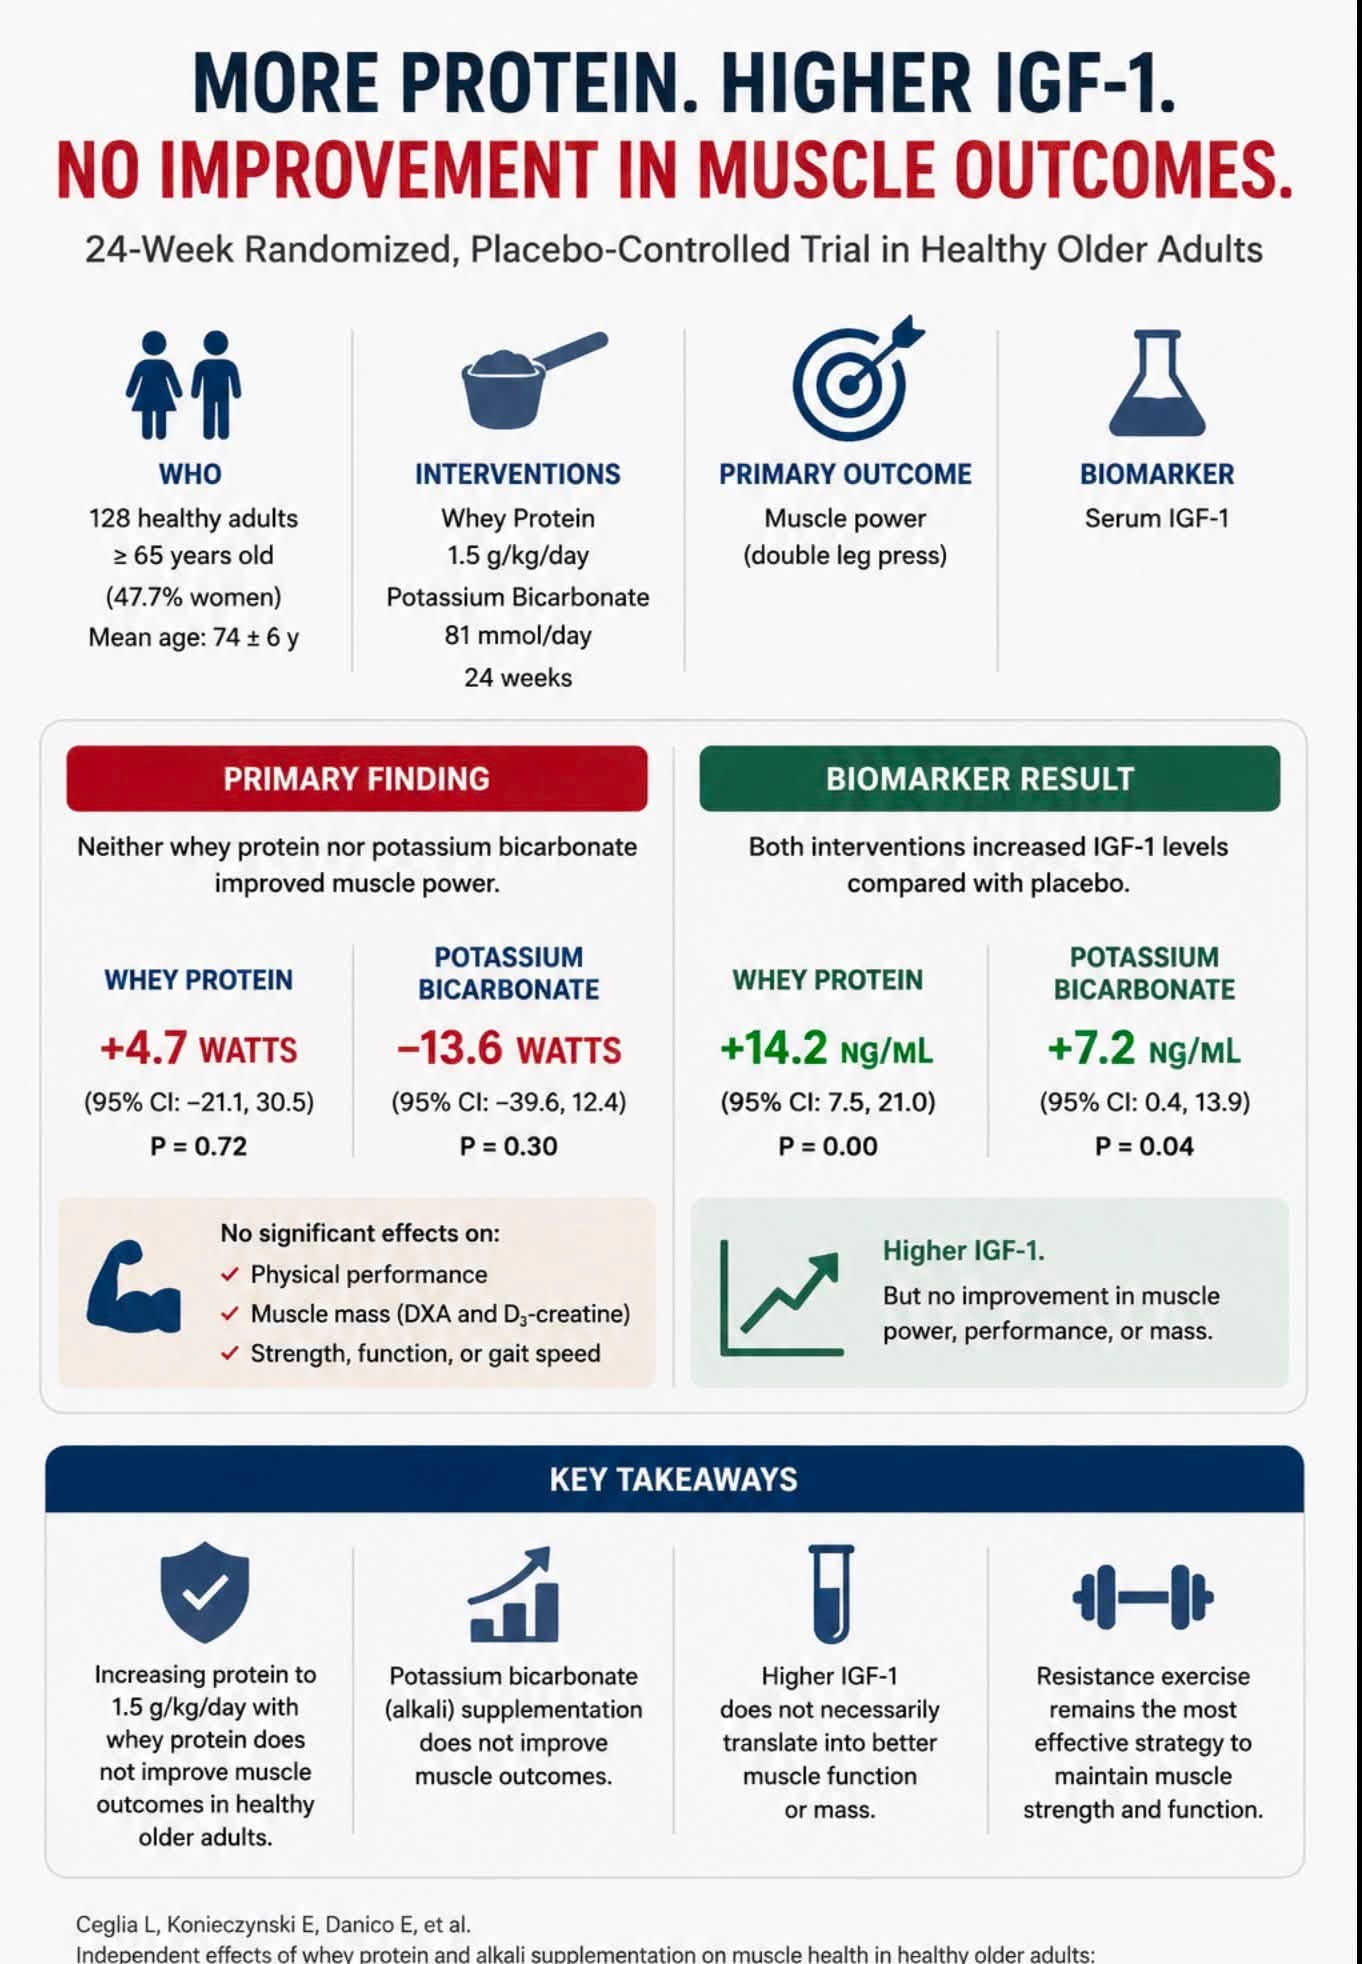 MORE PROTEIN. HIGHER IGF-1.
NO IMPROVEMENT IN MUSCLE OUTCOMES.
24-Week Randomized, Placebo-Controlled Trial in Healthy Older Adults
WHO
128 healthy adults
≥ 65 years old
(47.7% women)
Mean age: 74 ± 6 y
INTERVENTIONS
Whey Protein
1.5 g/kg/day
Potassium Bicarbonate
81 mmol/day
24 weeks
PRIMARY OUTCOME
Muscle power
(double leg press)
BIOMARKER
Serum IGF-1
PRIMARY FINDING
Neither whey protein nor potassium bicarbonate
improved muscle power.
WHEY PROTEIN
+4.7 WATTS
(95% CI: −21.1, 30.5)
P = 0.72
POTASSIUM
BICARBONATE
−13.6 WATTS
(95% CI: −39.6, 12.4)
P = 0.30
No significant effects on:
✓ Physical performance
✓ Muscle mass (DXA and D₃-creatine)
✓ Strength, function, or gait speed
BIOMARKER RESULT
Both interventions increased IGF-1 levels
compared with placebo.
WHEY PROTEIN
+14.2 NG/mL
(95% CI: 7.5, 21.0)
P = 0.00
POTASSIUM
BICARBONATE
+7.2 NG/mL
(95% CI: 0.4, 13.9)
P = 0.04
Higher IGF-1.
But no improvement in muscle
power, performance, or mass.
KEY TAKEAWAYS
Increasing protein to
1.5 g/kg/day with
whey protein does
not improve muscle
outcomes in healthy
older adults.
Potassium bicarbonate
(alkali) supplementation
does not improve
muscle outcomes.
Higher IGF-1
does not necessarily
translate into better
muscle function
or mass.
Resistance exercise
remains the most
effective strategy to
maintain muscle
strength and function.
Ceglia L, Konieczynski E, Danico E, et al.
Independent effects of whey protein and alkali supplementation on muscle health in healthy older adults: